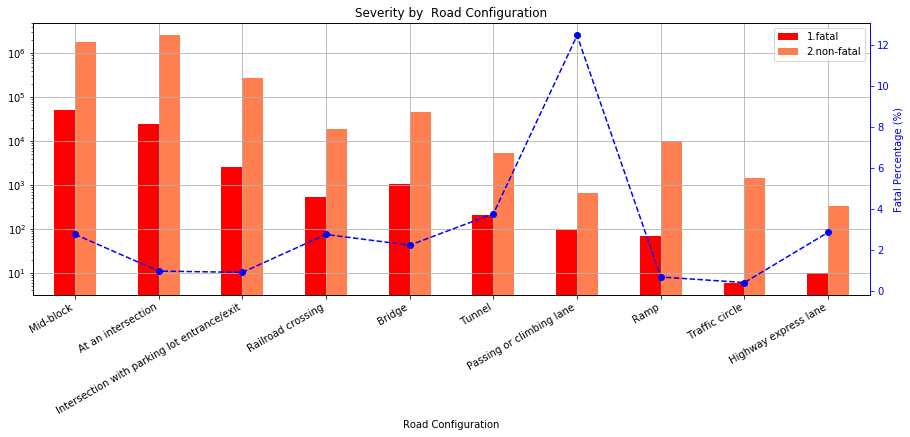 Severity by  Road Configuration
10⁶
10⁵
10⁴
10³
10²
10¹
12
10
8
6
4
2
0
Fatal Percentage (%)
1.fatal
2.non-fatal
Mid-block
At an intersection
Intersection with parking lot entrance/exit
Railroad crossing
Bridge
Tunnel
Passing or climbing lane
Ramp
Traffic circle
Highway express lane
Road Configuration